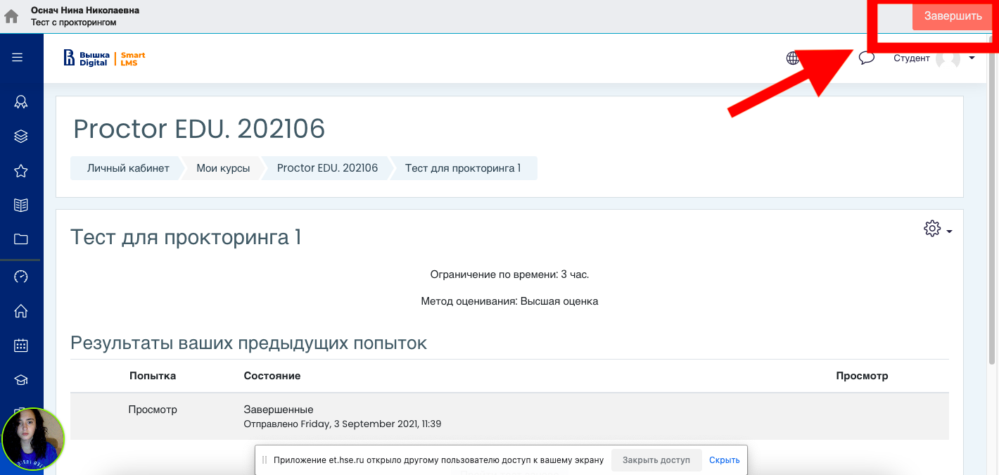 Оснач Нина Николаевна
Тест с прокторингом
Завершить
Вышка Digital
Smart LMS
Студент
Proctor EDU. 202106
Личный кабинет
Мои курсы
Proctor EDU. 202106
Тест для прокторинга 1
Тест для прокторинга 1
Ограничение по времени: 3 час.
Метод оценивания: Высшая оценка
Результаты ваших предыдущих попыток
Попытка Состояние Просмотр
Просмотр Завершенные
Отправлено Friday, 3 September 2021, 11:39
Приложение et.hse.ru открыло другому пользователю доступ к вашему экрану Закрыть доступ Скрыть